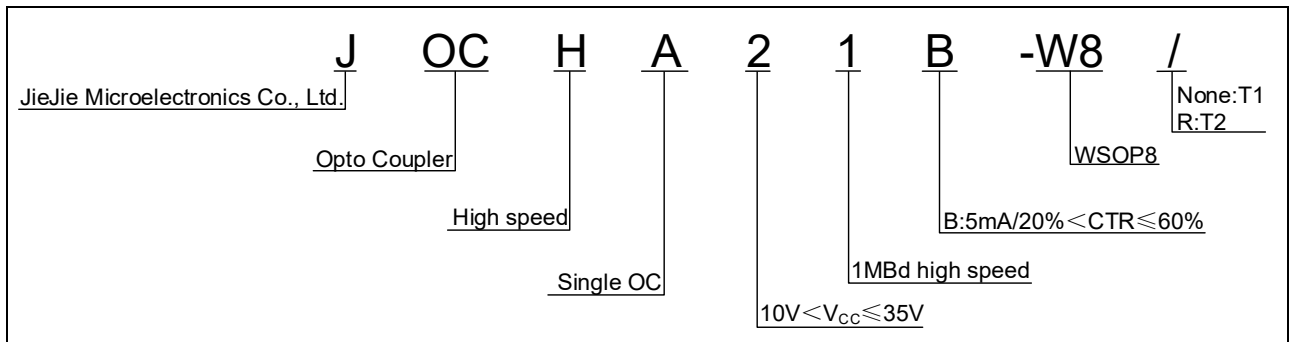 J OC H A 2 1 B -W8 /
JieJie Microelectronics Co., Ltd.
None:T1
R:T2
Opto Coupler
WSOP8
High speed
B:5mA/20%<CTR≤60%
Single OC
1MBd high speed
10V<VCC≤35V